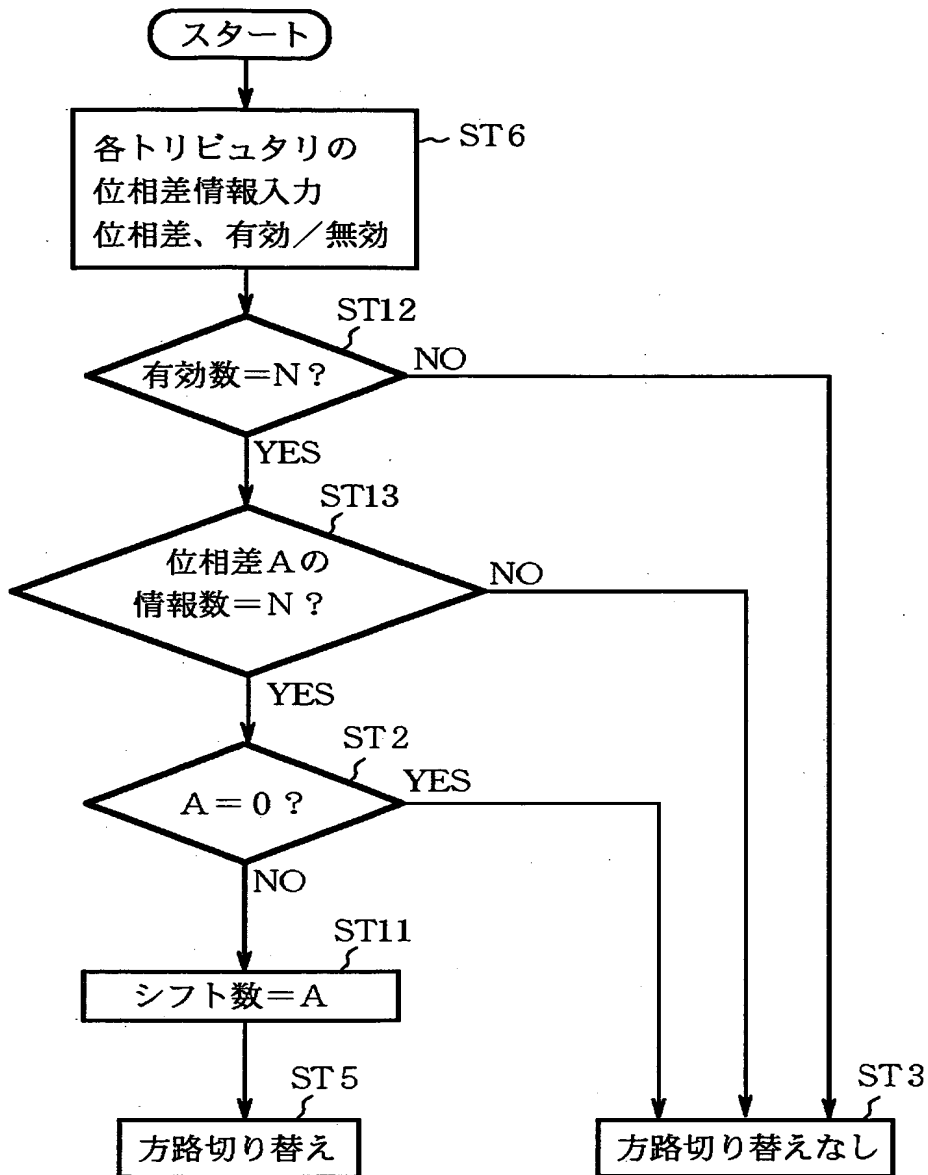 スタート
ST6
各トリビュタリの
位相差情報入力
位相差、有効／無効
ST12
有効数＝N？
NO
YES
ST13
位相差Aの
情報数＝N？
NO
YES
ST2
A＝0？
YES
NO
ST11
シフト数＝A
ST5
方路切り替え
ST3
方路切り替えなし